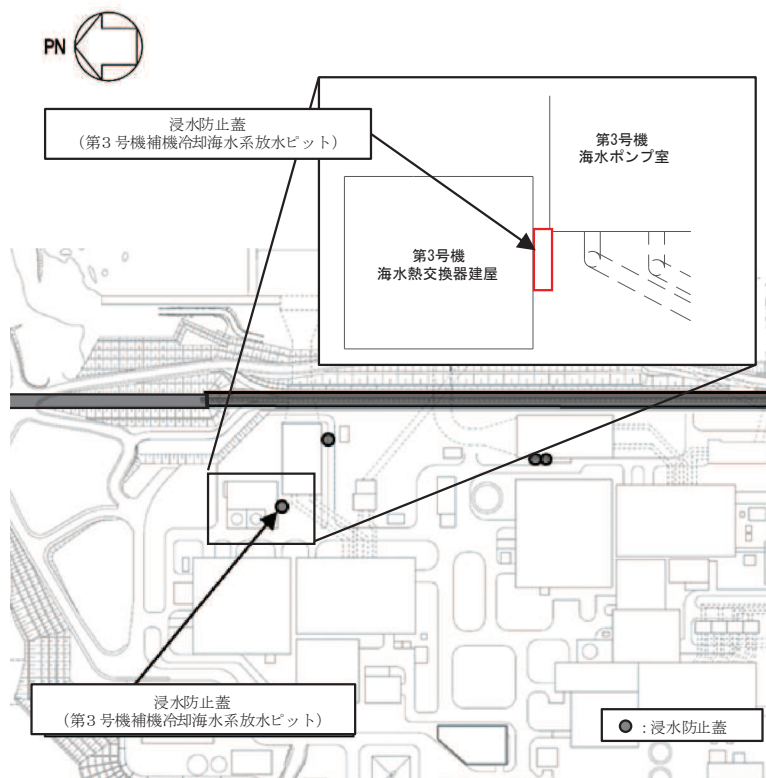 PN
浸水防止蓋
(第3号機補機冷却海水系放水ピット)
第3号機
海水ポンプ室
第3号機
海水熱交換器建屋
浸水防止蓋
(第3号機補機冷却海水系放水ピット)
:浸水防止蓋